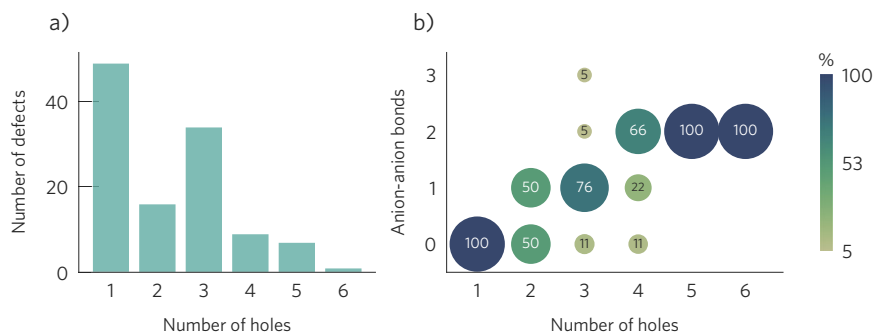 a)
Number of defects
40
20
0
1 2 3 4 5 6
Number of holes
b)
Anion-anion bonds
3
2
1
0
5
5 66 100 100
50 76 22
100 50 11 11
1 2 3 4 5 6
Number of holes
%
100
53
5